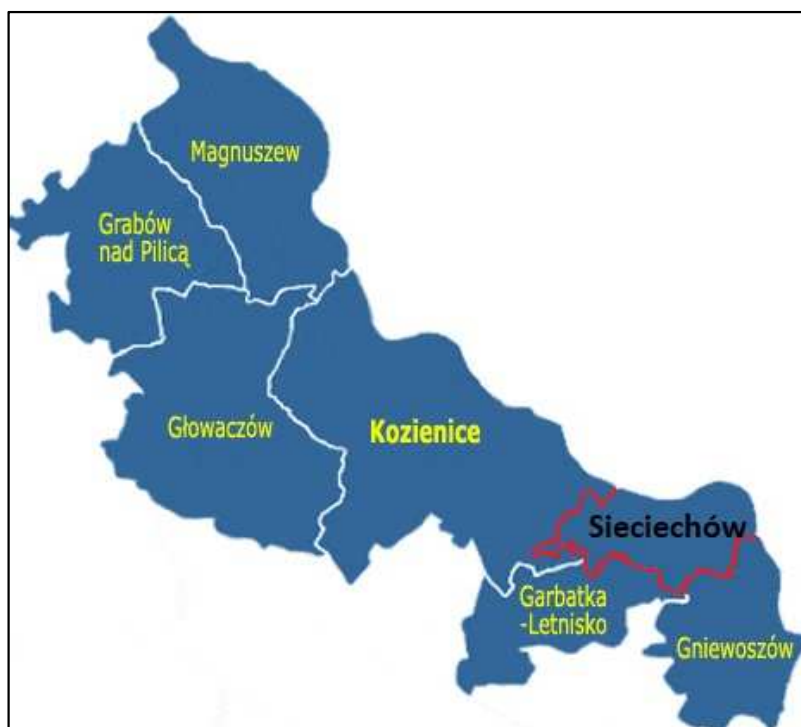 Magnuszew
Grabów
nad Pilicą
Głowaczów
Kozienice
Sieciechów
Garbatka
-Letnisko
Gniewoszów